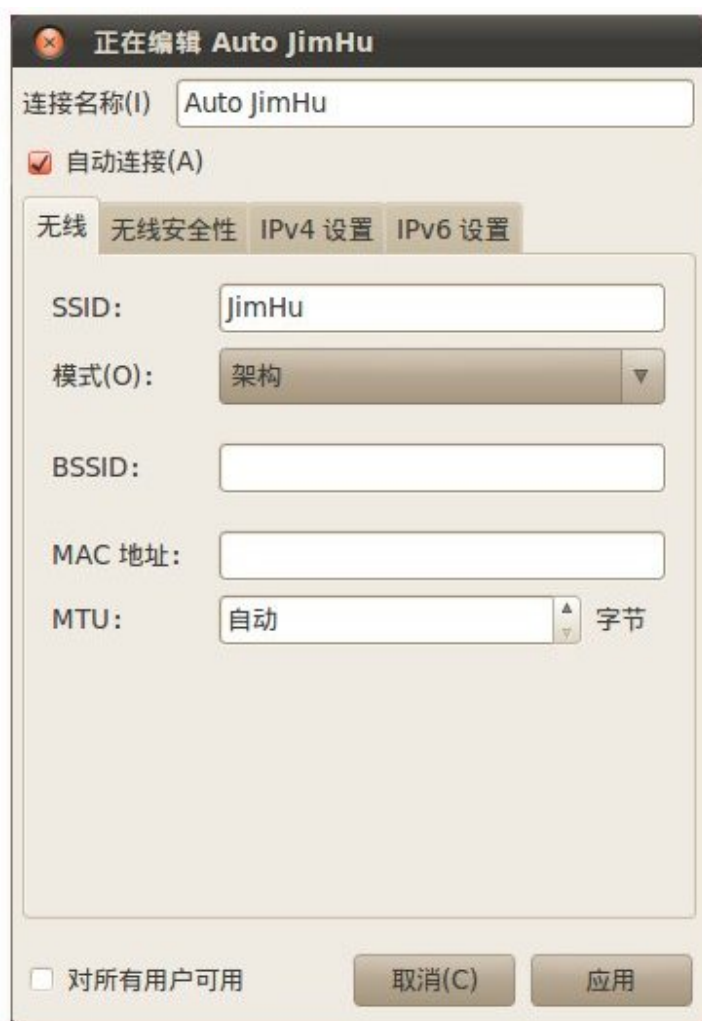 正在编辑 Auto JimHu
连接名称(I) Auto JimHu
自动连接(A)
无线 无线安全性 IPv4 设置 IPv6 设置
SSID: JimHu
模式(O): 架构
BSSID:
MAC 地址:
MTU: 自动 字节
对所有用户可用 取消(C) 应用